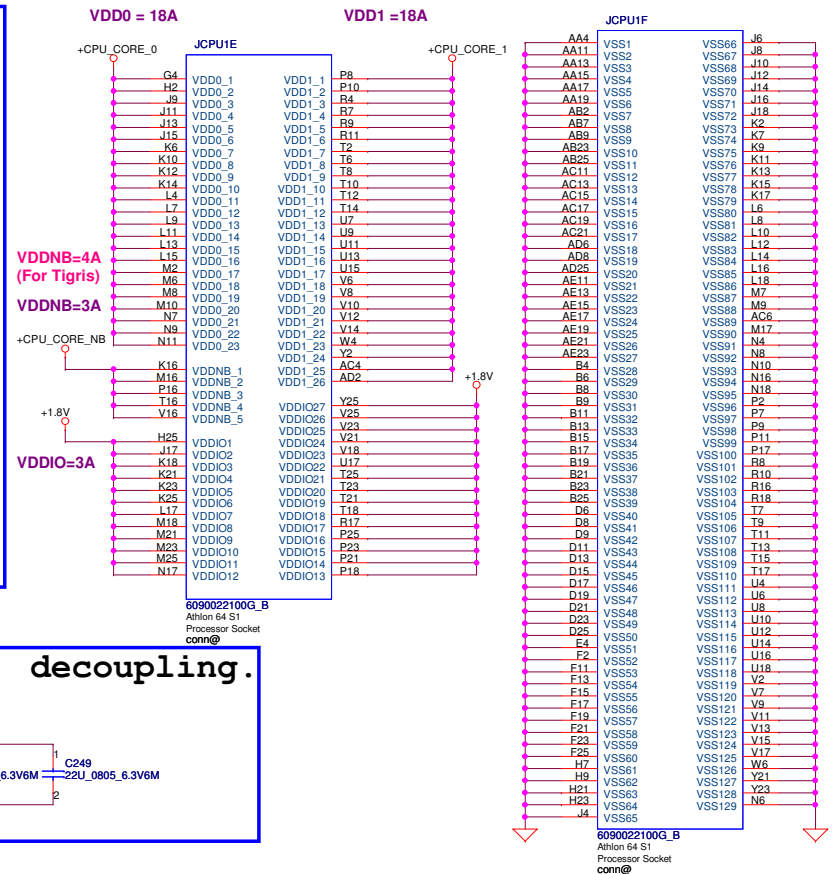 VDD0 = 18A
VDD1 =18A
+CPU_CORE_0
JCPU1E
+CPU_CORE_1
G4 VDD0_1 VDD1_1 P8
H2 VDD0_2 VDD1_2 P10
J9 VDD0_3 VDD1_3 R4
J11 VDD0_4 VDD1_4 R7
J13 VDD0_5 VDD1_5 R9
J15 VDD0_6 VDD1_6 R11
K6 VDD0_7 VDD1_7 T2
K10 VDD0_8 VDD1_8 T6
K12 VDD0_9 VDD1_9 T8
K14 VDD0_10 VDD1_10 T10
L4 VDD0_11 VDD1_11 T12
L7 VDD0_12 VDD1_12 T14
L9 VDD0_13 VDD1_13 U7
L11 VDD0_14 VDD1_14 U9
L13 VDD0_15 VDD1_15 U11
L15 VDD0_16 VDD1_16 U13
M2 VDD0_17 VDD1_17 U15
M6 VDD0_18 VDD1_18 V6
M8 VDD0_19 VDD1_19 V8
M10 VDD0_20 VDD1_20 V10
N7 VDD0_21 VDD1_21 V12
N9 VDD0_22 VDD1_22 V14
N11 VDD0_23 VDD1_23 W4
VDD1_24 Y2
K16 VDDNB_1 VDD1_25 AC4
M16 VDDNB_2 VDD1_26 AD2
P16 VDDNB_3
T16 VDDNB_4 VDDIO27 Y25
V16 VDDNB_5 VDDIO26 V25
VDDIO25 V23
H25 VDDIO1 VDDIO24 V21
J17 VDDIO2 VDDIO23 V18
K18 VDDIO3 VDDIO22 U17
K21 VDDIO4 VDDIO21 T25
K23 VDDIO5 VDDIO20 T23
K25 VDDIO6 VDDIO19 T21
L17 VDDIO7 VDDIO18 T18
M18 VDDIO8 VDDIO17 R17
M21 VDDIO9 VDDIO16 P25
M23 VDDIO10 VDDIO15 P23
M25 VDDIO11 VDDIO14 P21
N17 VDDIO12 VDDIO13 P18
VDDNB=4A
(For Tigris)
VDDNB=3A
+CPU_CORE_NB
+1.8V
+1.8V
VDDIO=3A
6090022100G_B
Athlon 64 S1
Processor Socket
conn@
decoupling.
1
C249
_6.3V6M
22U_0805_6.3V6M
2
JCPU1F
AA4 VSS1 VSS66 J6
AA11 VSS2 VSS67 J8
AA13 VSS3 VSS68 J10
AA15 VSS4 VSS69 J12
AA17 VSS5 VSS70 J14
AA19 VSS6 VSS71 J16
AB2 VSS7 VSS72 J18
AB7 VSS8 VSS73 K2
AB9 VSS9 VSS74 K7
AB23 VSS10 VSS75 K9
AB25 VSS11 VSS76 K11
AC11 VSS12 VSS77 K13
AC13 VSS13 VSS78 K15
AC15 VSS14 VSS79 K17
AC17 VSS15 VSS80 L6
AC19 VSS16 VSS81 L8
AC21 VSS17 VSS82 L10
AD6 VSS18 VSS83 L12
AD8 VSS19 VSS84 L14
AD25 VSS20 VSS85 L16
AE11 VSS21 VSS86 L18
AE13 VSS22 VSS87 M7
AE15 VSS23 VSS88 M9
AE17 VSS24 VSS89 AC6
AE19 VSS25 VSS90 M17
AE21 VSS26 VSS91 N4
AE23 VSS27 VSS92 N8
B4 VSS28 VSS93 N10
B6 VSS29 VSS94 N16
B8 VSS30 VSS95 N18
B9 VSS31 VSS96 P2
B11 VSS32 VSS97 P7
B13 VSS33 VSS98 P9
B15 VSS34 VSS99 P11
B17 VSS35 VSS100 P17
B19 VSS36 VSS101 R8
B21 VSS37 VSS102 R10
B23 VSS38 VSS103 R16
B25 VSS39 VSS104 R18
D6 VSS40 VSS105 T7
D8 VSS41 VSS106 T9
D9 VSS42 VSS107 T11
D11 VSS43 VSS108 T13
D13 VSS44 VSS109 T15
D15 VSS45 VSS110 T17
D17 VSS46 VSS111 U4
D19 VSS47 VSS112 U6
D21 VSS48 VSS113 U8
D23 VSS49 VSS114 U10
D25 VSS50 VSS115 U12
E4 VSS51 VSS116 U14
F2 VSS52 VSS117 U16
F11 VSS53 VSS118 U18
F13 VSS54 VSS119 V2
F15 VSS55 VSS120 V7
F17 VSS56 VSS121 V9
F19 VSS57 VSS122 V11
F21 VSS58 VSS123 V13
F23 VSS59 VSS124 V15
F25 VSS60 VSS125 V17
H7 VSS61 VSS126 W6
H9 VSS62 VSS127 Y21
H21 VSS63 VSS128 Y23
H23 VSS64 VSS129 N6
J4 VSS65
6090022100G_B
Athlon 64 S1
Processor Socket
conn@